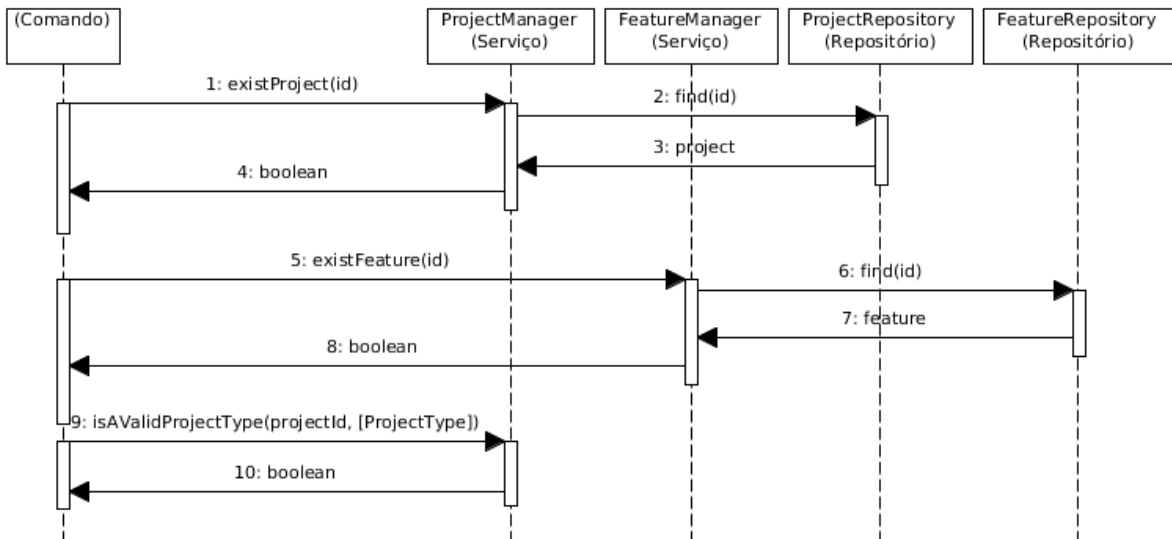 (Comando)
ProjectManager
(Serviço)
FeatureManager
(Serviço)
ProjectRepository
(Repositório)
FeatureRepository
(Repositório)
1: existProject(id)
2: find(id)
3: project
4: boolean
5: existFeature(id)
6: find(id)
7: feature
8: boolean
9: isAValidProjectType(projectId, [ProjectType])
10: boolean